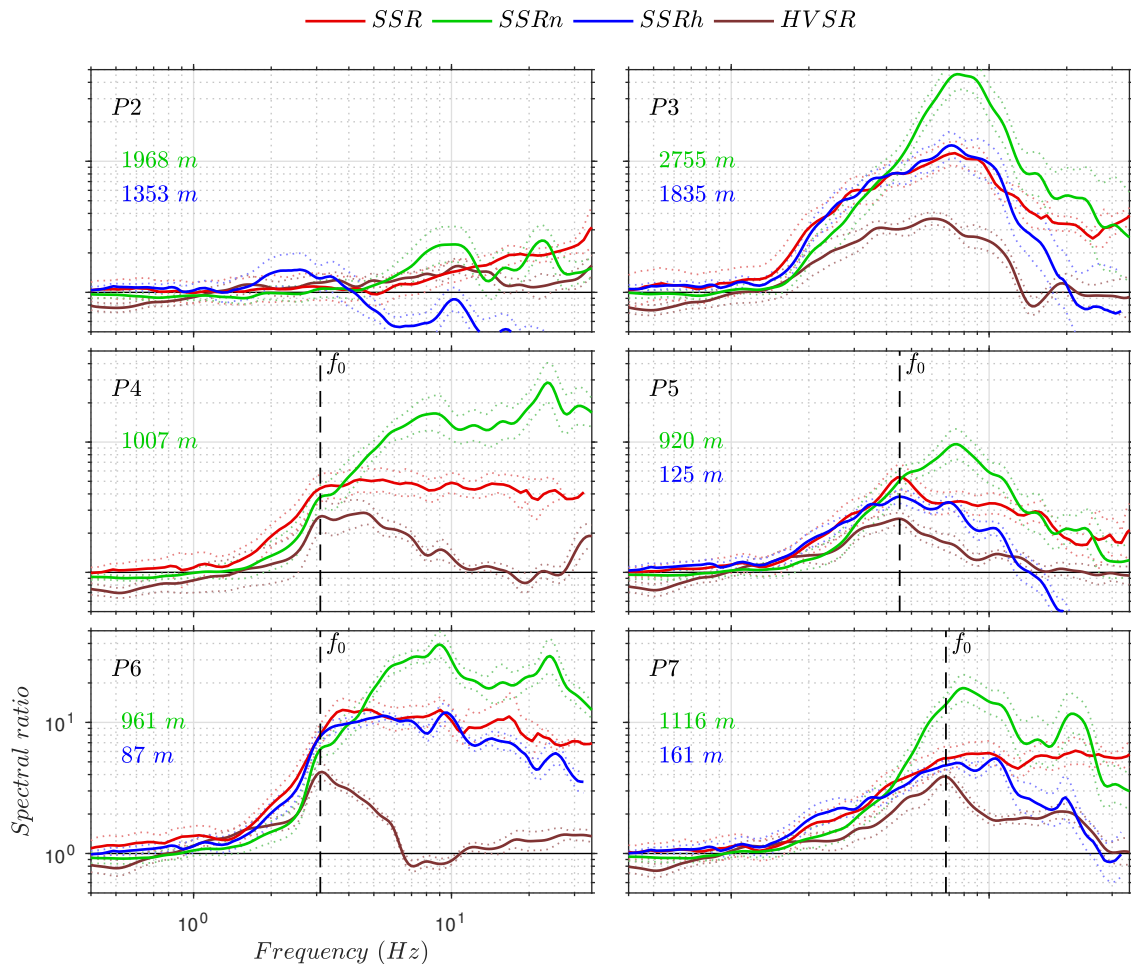 SSR SSRn SSRh HVSR
P2
1968 m
1353 m
P3
2755 m
1835 m
P4
f0
1007 m
P5
f0
920 m
125 m
P6
f0
961 m
87 m
P7
f0
1116 m
161 m
Spectral ratio
10^1
10^0
10^0 10^1
Frequency (Hz)